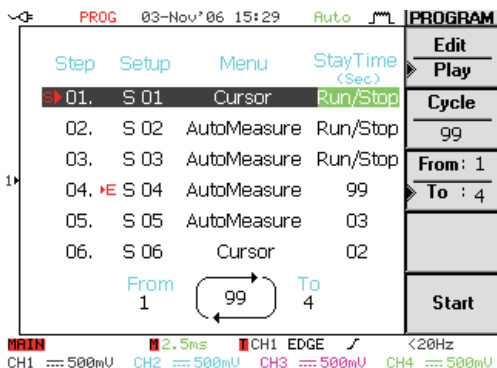 PROG 03-Nov'06 15:29 Auto PROGRAM
Edit
Play
Step Setup Menu StayTime
(Sec)
S 01. S 01 Cursor Run/Stop
Cycle
99
02. S 02 AutoMeasure Run/Stop
03. S 03 AutoMeasure Run/Stop
From: 1
To : 4
1
04. E S 04 AutoMeasure 99
05. S 05 AutoMeasure 03
06. S 06 Cursor 02
From To
1 99 4
Start
MAIN M 2.5ms T CH1 EDGE <20Hz
CH1 500mV CH2 500mV CH3 500mV CH4 500mV